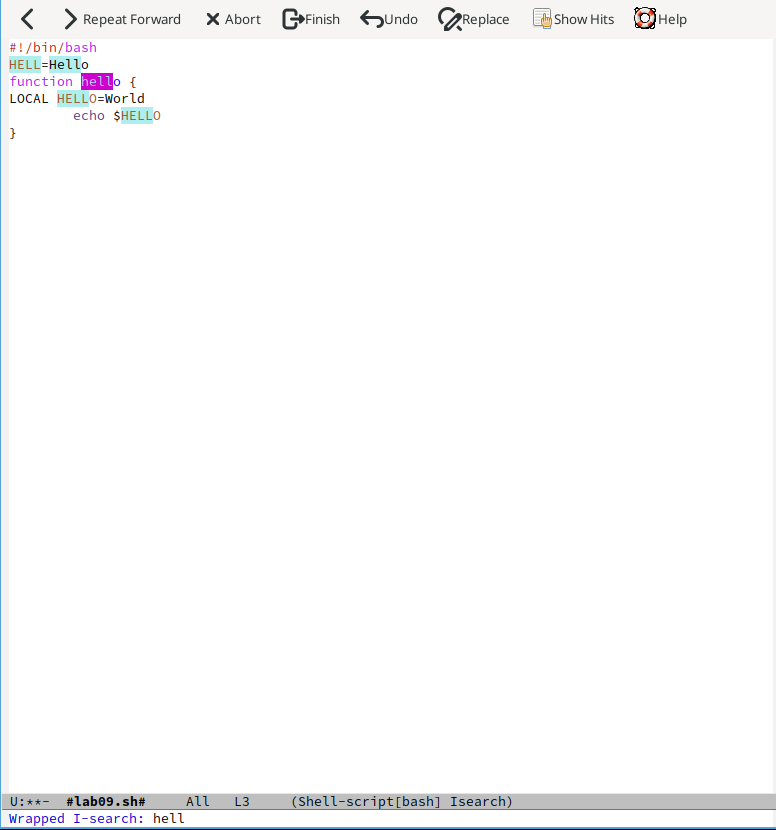 Repeat Forward Abort Finish Undo Replace Show Hits Help
#!/bin/bash
HELL=Hello
function hello {
LOCAL HELLO=World
        echo $HELLO
}
U:**-  #lab09.sh#     All   L3     (Shell-script[bash] Isearch)
Wrapped I-search: hell